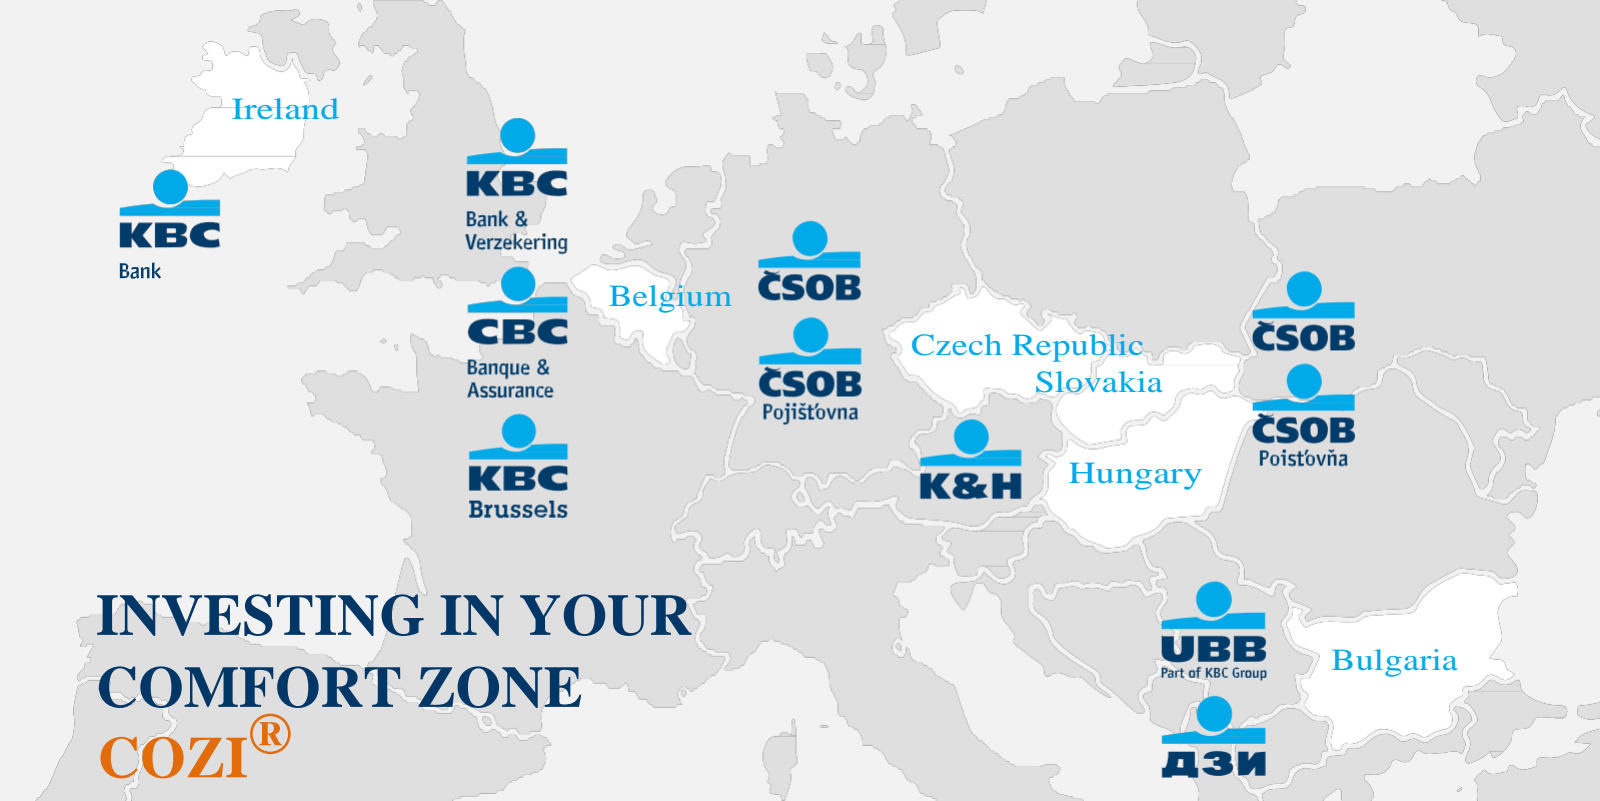 Ireland
KBC
Bank
KBC
Bank &
Verzekering
CBC
Banque &
Assurance
KBC
Brussels
Belgium
ČSOB
ČSOB
Pojišťovna
Czech Republic
Slovakia
ČSOB
ČSOB
Poisťovňa
K&H
Hungary
UBB
Part of KBC Group
ДЗИ
Bulgaria
INVESTING IN YOUR
COMFORT ZONE
COZI®